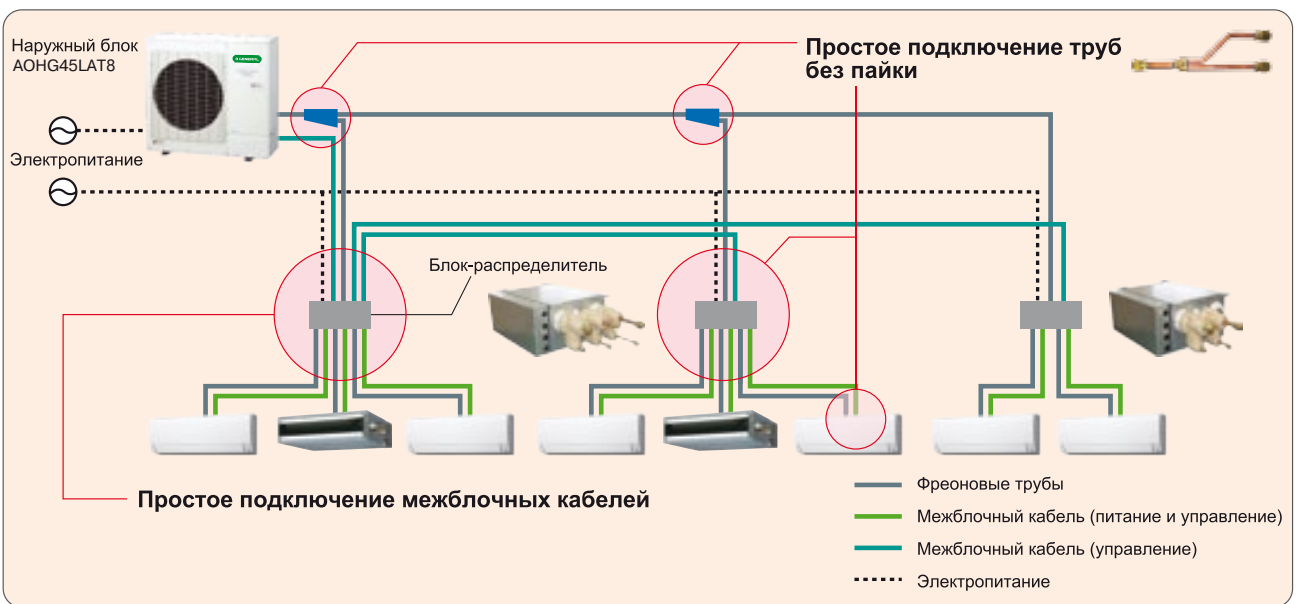 Наружный блок
AOHG45LAT8
GENERAL
Простое подключение труб
без пайки
Электропитание
Блок-распределитель
Простое подключение межблочных кабелей
Фреоновые трубы
Межблочный кабель (питание и управление)
Межблочный кабель (управление)
Электропитание